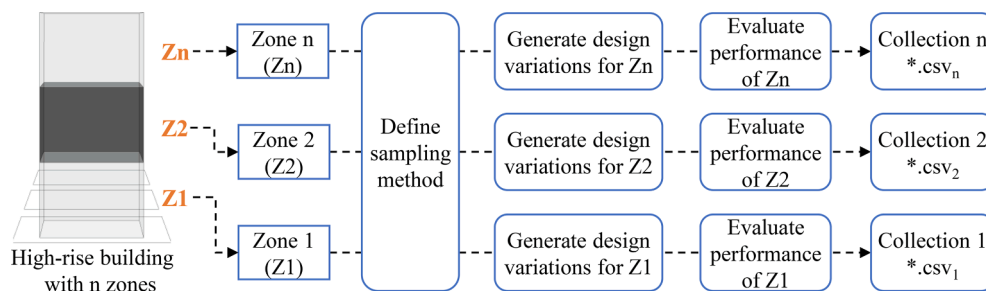 Zn
Zone n
(Zn)
Generate design
variations for Zn
Evaluate
performance
of Zn
Collection n
*.csvₙ
Z2
Zone 2
(Z2)
Define
sampling
method
Generate design
variations for Z2
Evaluate
performance
of Z2
Collection 2
*.csv₂
Z1
Zone 1
(Z1)
Generate design
variations for Z1
Evaluate
performance
of Z1
Collection 1
*.csv₁
High-rise building
with n zones